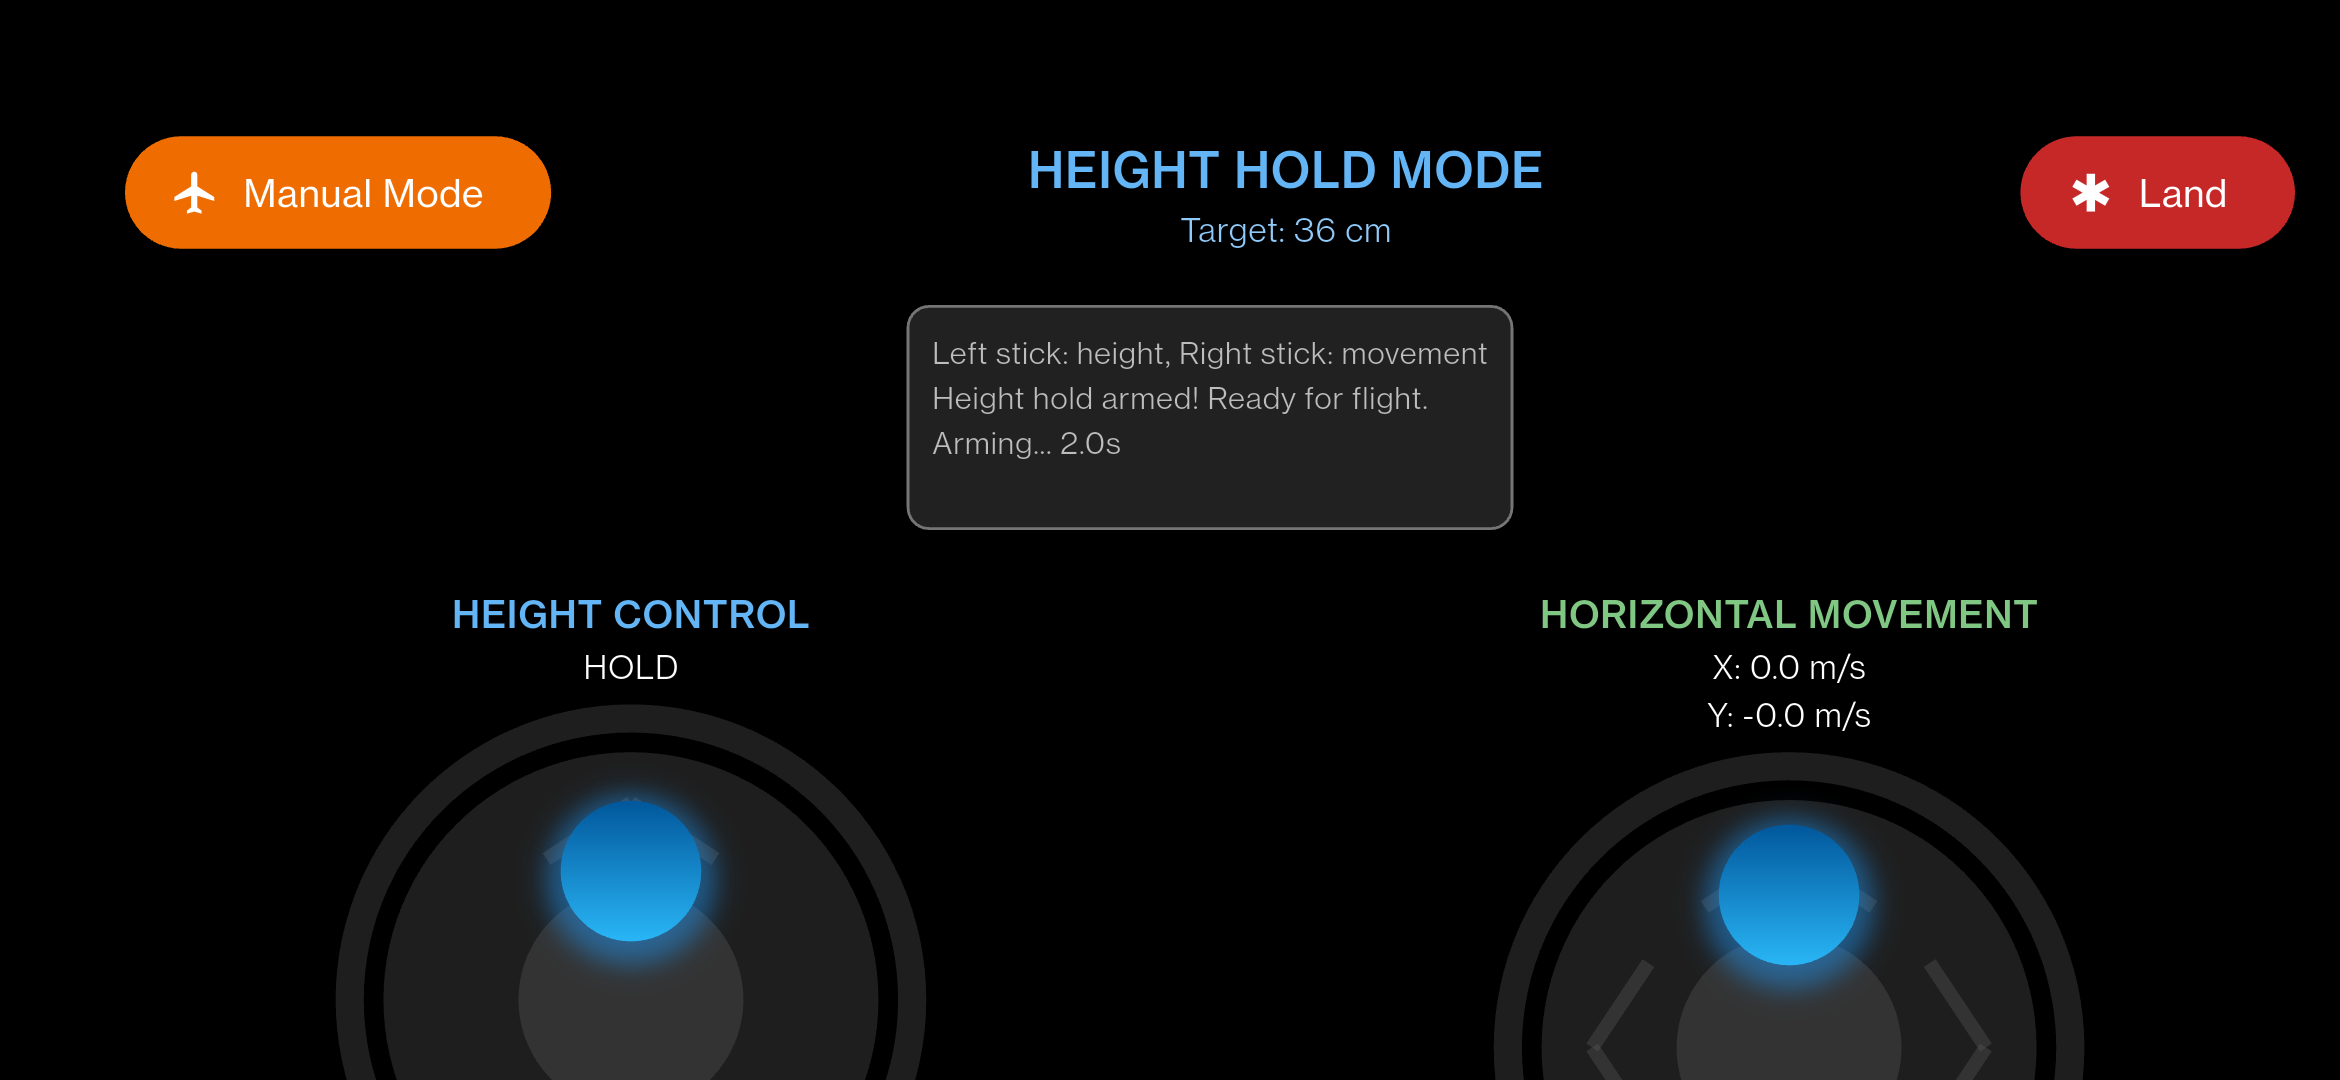 Manual Mode
HEIGHT HOLD MODE
Target: 36 cm
Land
Left stick: height, Right stick: movement
Height hold armed! Ready for flight.
Arming... 2.0s
HEIGHT CONTROL
HOLD
HORIZONTAL MOVEMENT
X: 0.0 m/s
Y: -0.0 m/s